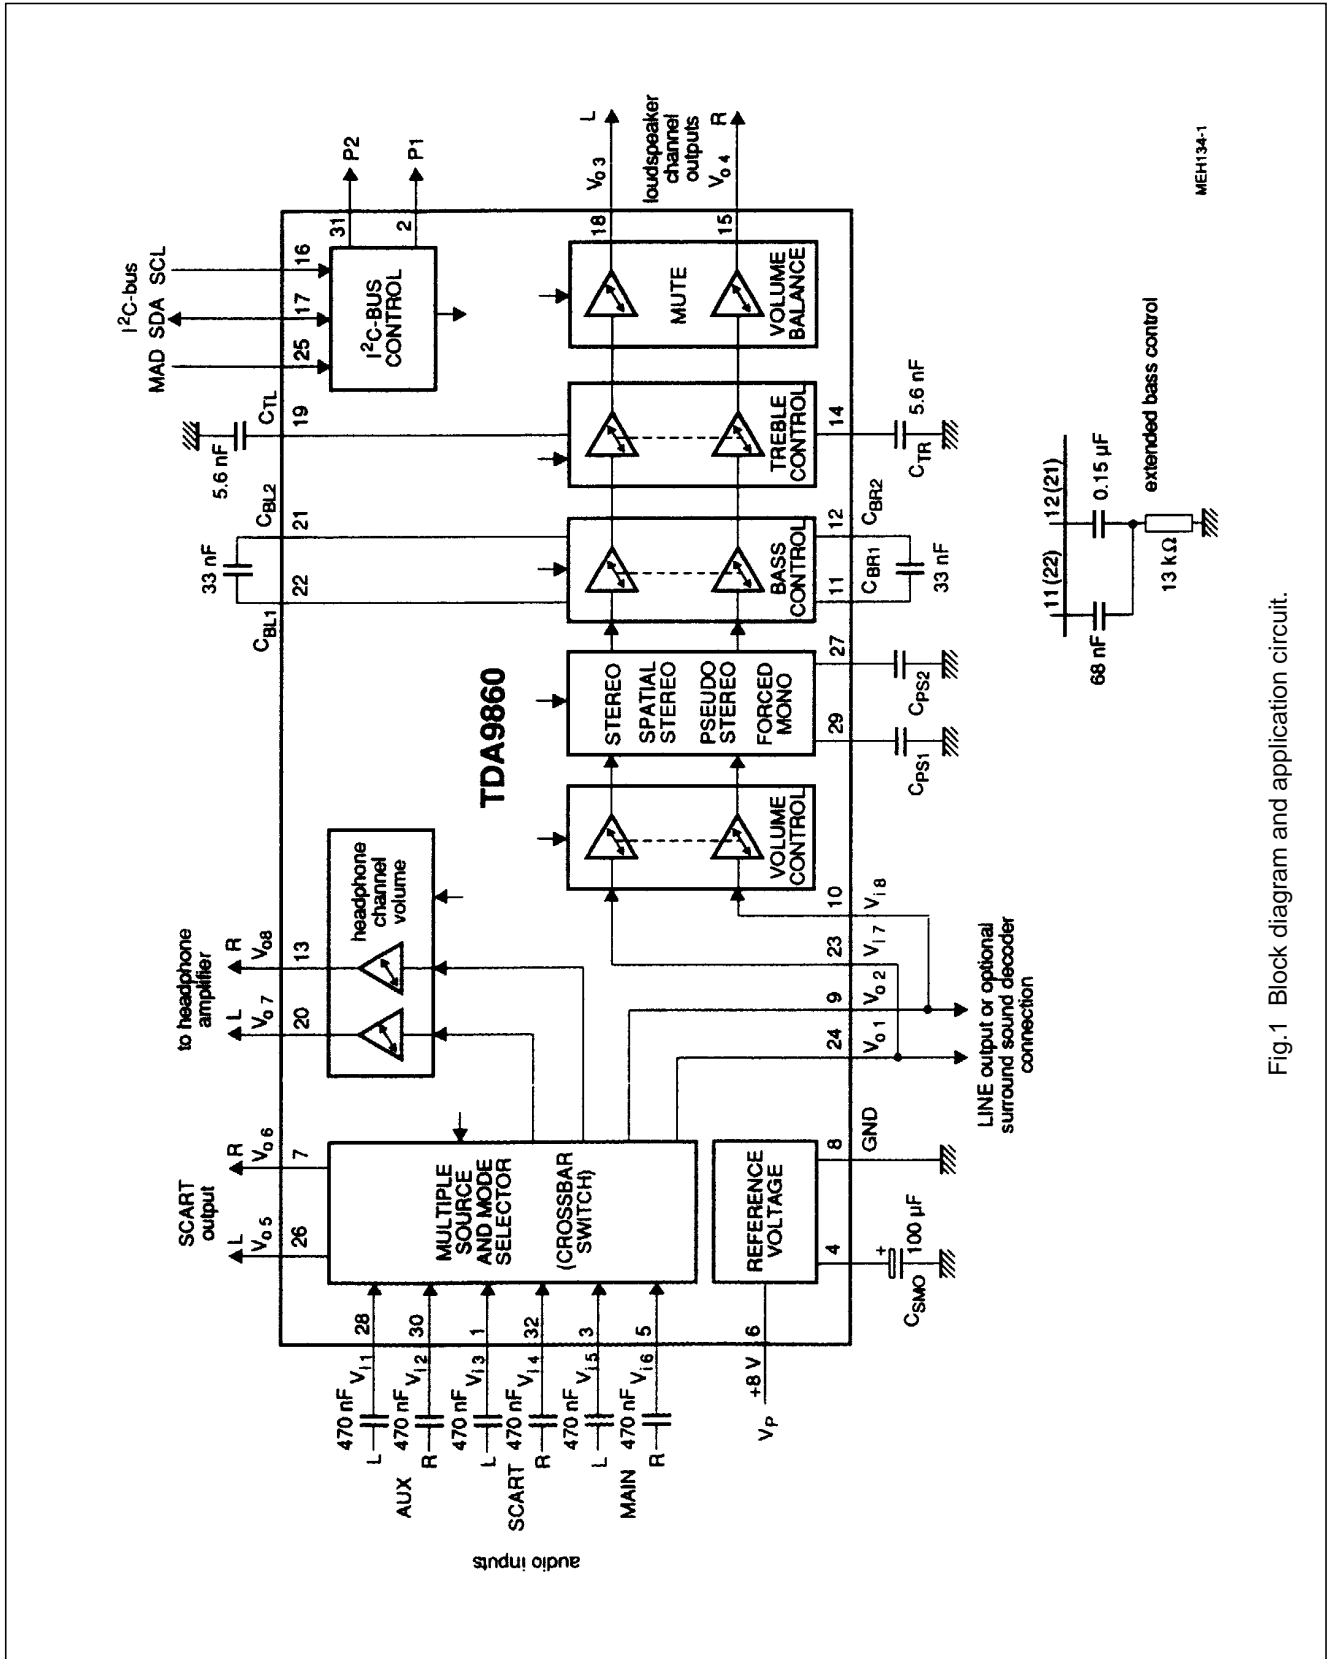 I²C-bus
MAD SDA SCL
25
17
16
I²C-BUS
CONTROL
31
P2
2
P1
SCART
output
L
R
V₀₅
V₀₆
26
7
to headphone
amplifier
L
R
V₀₇
V₀₈
20
13
headphone
channel
volume
33 nF
C_BL1
C_BL2
22
21
5.6 nF
C_TL
19
audio inputs
AUX
SCART
MAIN
L
470 nF
V_i1
28
R
470 nF
V_i2
30
L
470 nF
V_i3
1
R
470 nF
V_i4
32
L
470 nF
V_i5
3
R
470 nF
V_i6
5
MULTIPLE
SOURCE
AND MODE
SELECTOR
(CROSSBAR
SWITCH)
TDA9860
VOLUME
CONTROL
STEREO
SPATIAL
STEREO
PSEUDO
STEREO
FORCED
MONO
BASS
CONTROL
TREBLE
CONTROL
MUTE
VOLUME
BALANCE
18
V₀₃
L
loudspeaker
channel
outputs
15
V₀₄
R
V_P
+8 V
6
REFERENCE
VOLTAGE
4
+
C_SMO
100 µF
8
GND
24
V₀₁
9
V₀₂
23
V_i7
10
V_i8
LINE output or optional
surround sound decoder
connection
29
C_PS1
27
C_PS2
11
12
C_BR1
C_BR2
33 nF
14
C_TR
5.6 nF
11 (22)
12 (21)
68 nF
0.15 µF
13 kΩ
extended bass control
MEH134-1
Fig.1 Block diagram and application circuit.